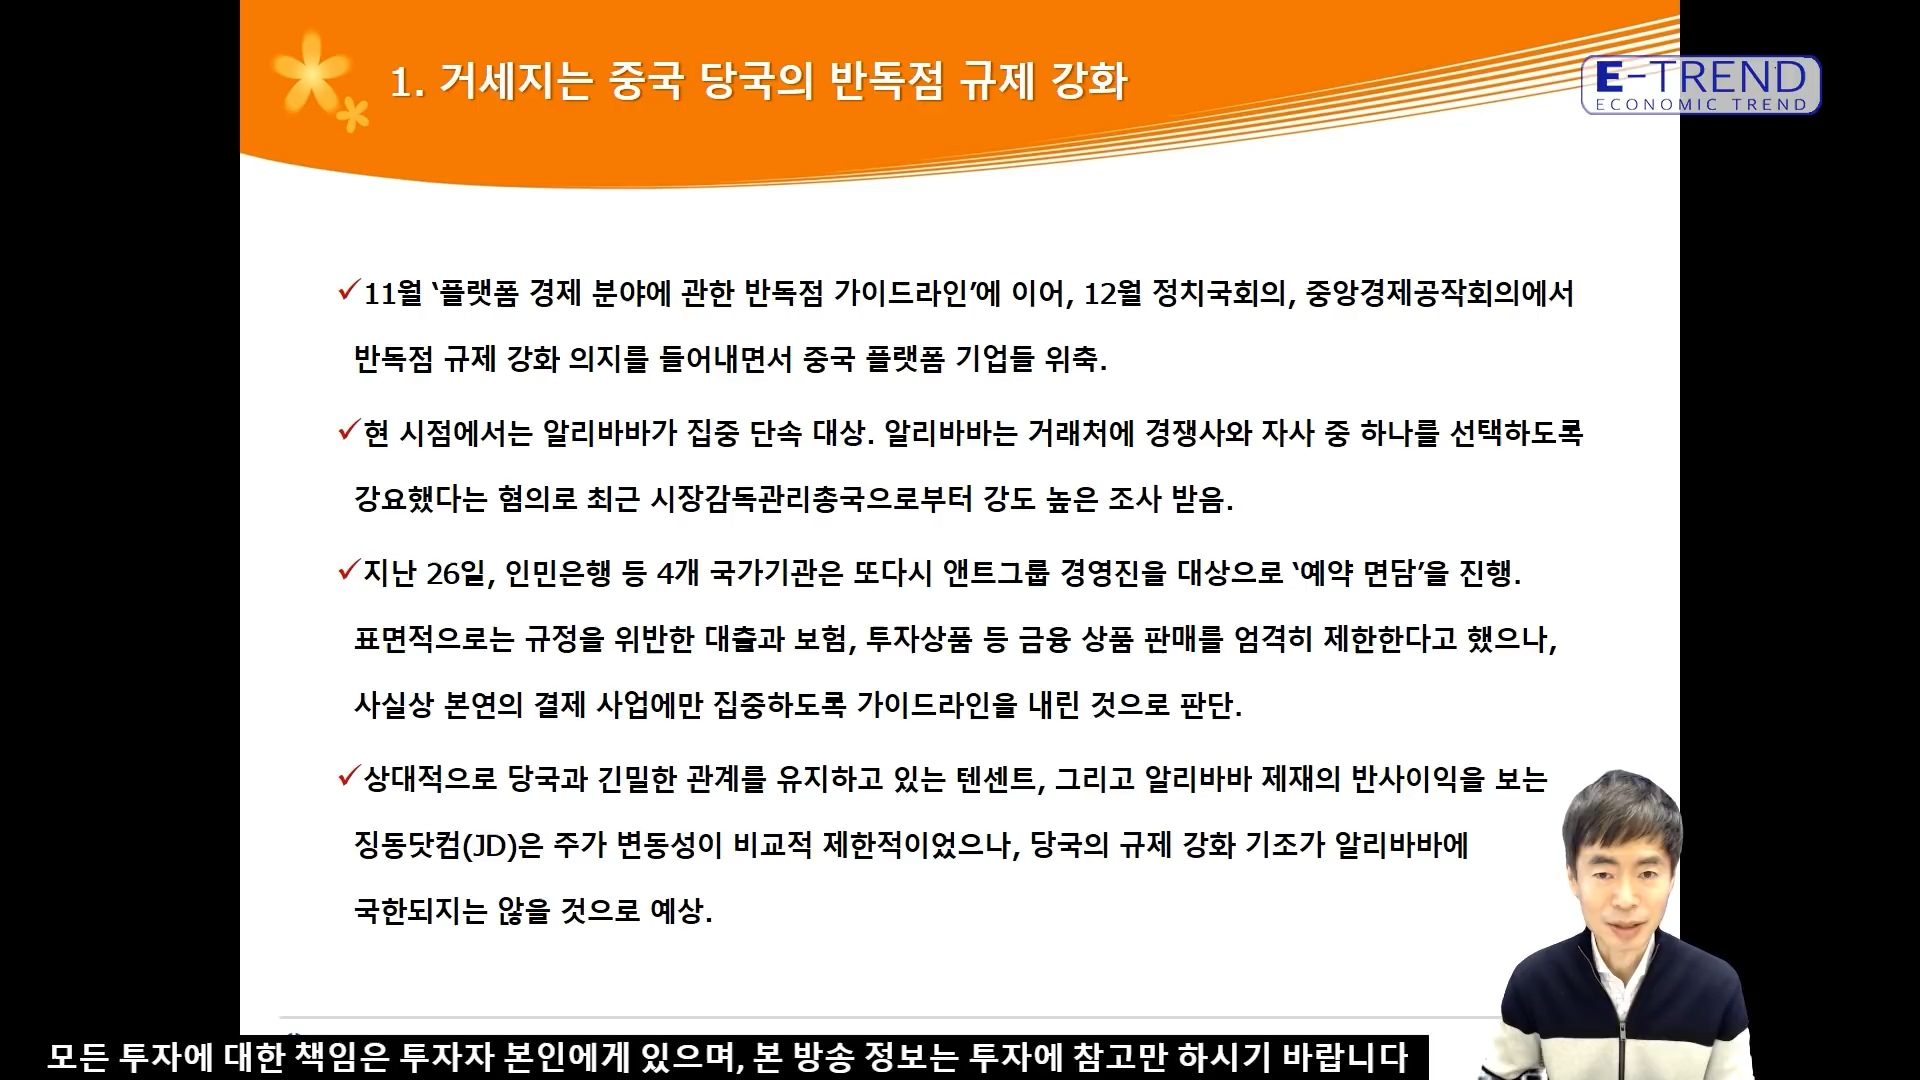 1. 거세지는 중국 당국의 반독점 규제 강화
E-TREND
ECONOMIC TREND
✓11월 ‘플랫폼 경제 분야에 관한 반독점 가이드라인’에 이어, 12월 정치국회의, 중앙경제공작회의에서
반독점 규제 강화 의지를 들어내면서 중국 플랫폼 기업들 위축.
✓현 시점에서는 알리바바가 집중 단속 대상. 알리바바는 거래처에 경쟁사와 자사 중 하나를 선택하도록
강요했다는 혐의로 최근 시장감독관리총국으로부터 강도 높은 조사 받음.
✓지난 26일, 인민은행 등 4개 국가기관은 또다시 앤트그룹 경영진을 대상으로 ‘예약 면담’을 진행.
표면적으로는 규정을 위반한 대출과 보험, 투자상품 등 금융 상품 판매를 엄격히 제한한다고 했으나,
사실상 본연의 결제 사업에만 집중하도록 가이드라인을 내린 것으로 판단.
✓상대적으로 당국과 긴밀한 관계를 유지하고 있는 텐센트, 그리고 알리바바 제재의 반사이익을 보는
징동닷컴(JD)은 주가 변동성이 비교적 제한적이었으나, 당국의 규제 강화 기조가 알리바바에
국한되지는 않을 것으로 예상.
모든 투자에 대한 책임은 투자자 본인에게 있으며, 본 방송 정보는 투자에 참고만 하시기 바랍니다